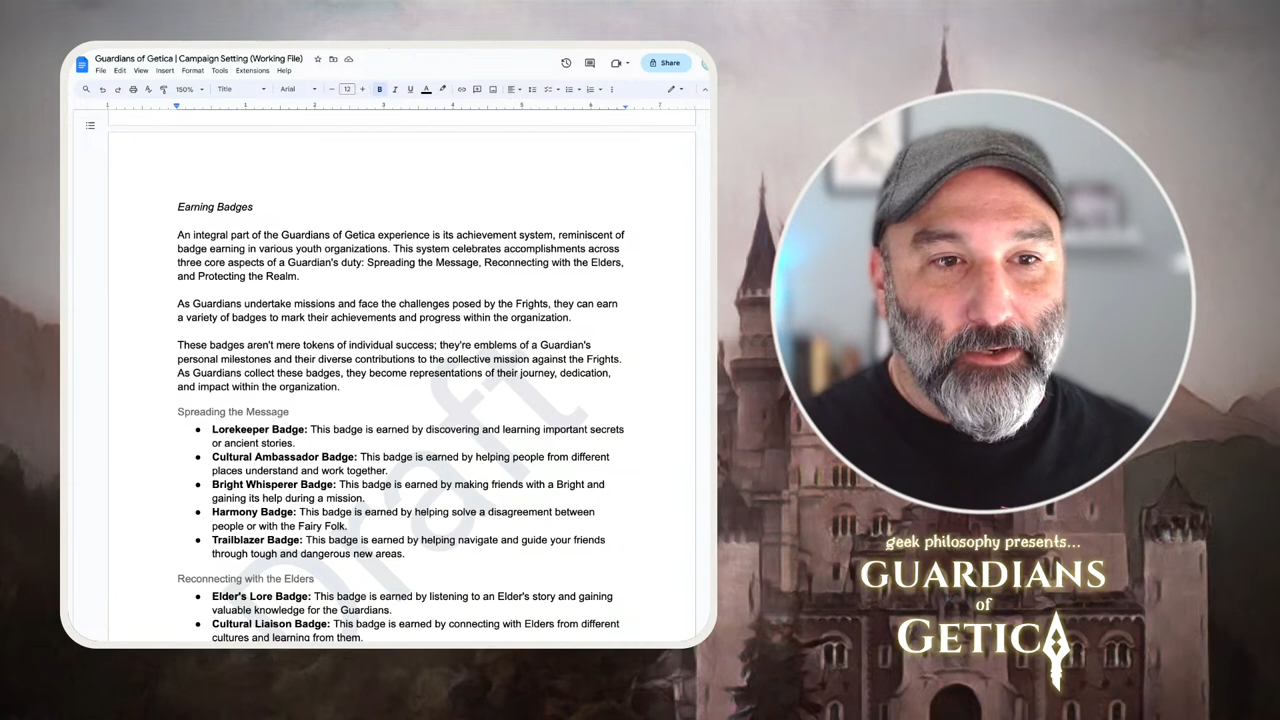 Guardians of Getica | Campaign Setting (Working File)
File Edit View Insert Format Tools Extensions Help
Share
150% Title Arial 12 B I U A
1 1 2 3 4 5 6 7
Earning Badges
An integral part of the Guardians of Getica experience is its achievement system, reminiscent of
badge earning in various youth organizations. This system celebrates accomplishments across
three core aspects of a Guardian's duty: Spreading the Message, Reconnecting with the Elders,
and Protecting the Realm.
As Guardians undertake missions and face the challenges posed by the Frights, they can earn
a variety of badges to mark their achievements and progress within the organization.
These badges aren't mere tokens of individual success; they're emblems of a Guardian's
personal milestones and their diverse contributions to the collective mission against the Frights.
As Guardians collect these badges, they become representations of their journey, dedication,
and impact within the organization.
Spreading the Message
● Lorekeeper Badge: This badge is earned by discovering and learning important secrets
or ancient stories.
● Cultural Ambassador Badge: This badge is earned by helping people from different
places understand and work together.
● Bright Whisperer Badge: This badge is earned by making friends with a Bright and
gaining its help during a mission.
● Harmony Badge: This badge is earned by helping solve a disagreement between
people or with the Fairy Folk.
● Trailblazer Badge: This badge is earned by helping navigate and guide your friends
through tough and dangerous new areas.
Reconnecting with the Elders
● Elder's Lore Badge: This badge is earned by listening to an Elder's story and gaining
valuable knowledge for the Guardians.
● Cultural Liaison Badge: This badge is earned by connecting with Elders from different
cultures and learning from them.
Draft
geek philosophy presents...
GUARDIANS
of
GETICA